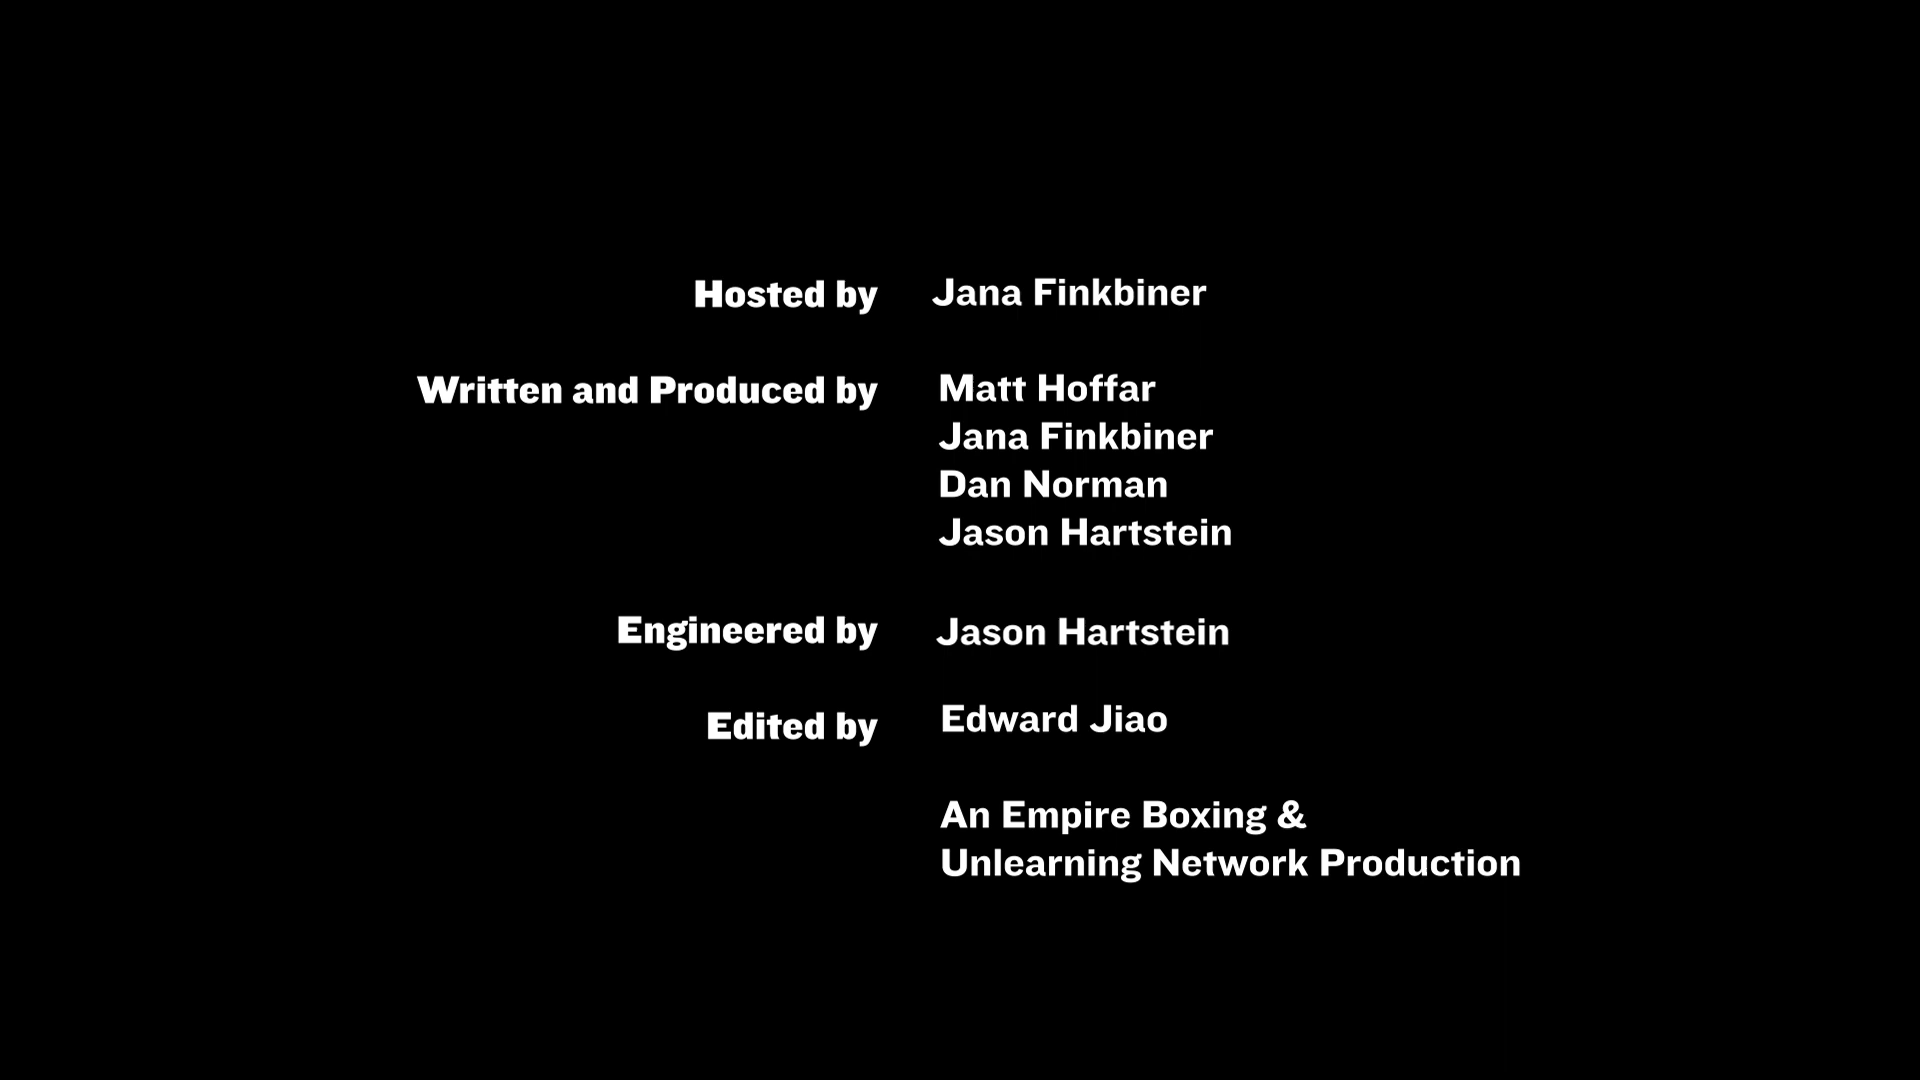 Hosted by Jana Finkbiner
Written and Produced by Matt Hoffar
Jana Finkbiner
Dan Norman
Jason Hartstein
Engineered by Jason Hartstein
Edited by Edward Jiao
An Empire Boxing &
Unlearning Network Production